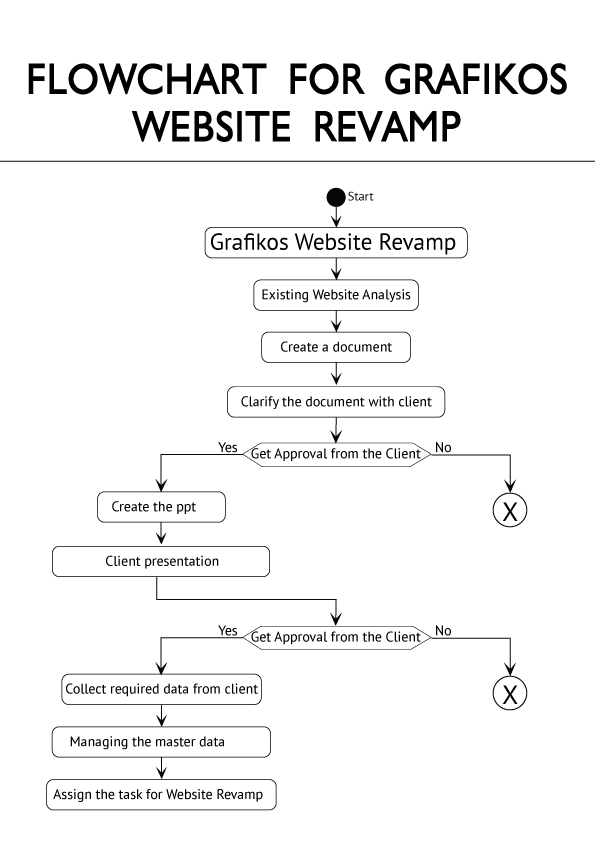 FLOWCHART FOR GRAFIKOS
WEBSITE REVAMP
Start
Grafikos Website Revamp
Existing Website Analysis
Create a document
Clarify the document with client
Yes
Get Approval from the Client
No
Create the ppt
X
Client presentation
Yes
Get Approval from the Client
No
Collect required data from client
X
Managing the master data
Assign the task for Website Revamp